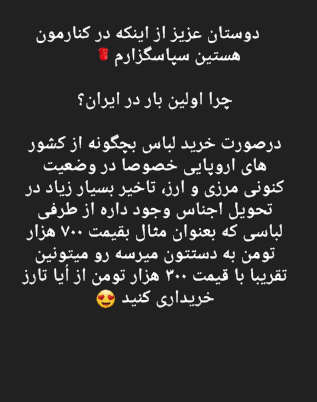 دوستان عزیز از اینکه در کنارمون
هستین سپاسگزارم 🌹
چرا اولین بار در ایران؟
درصورت خرید لباس بچگونه از کشور
های اروپایی خصوصا در وضعیت
کنونی مرزی و ارز، تاخیر بسیار زیاد در
تحویل اجناس وجود داره از طرفی
لباسی که بعنوان مثال بقیمت ۷۰۰ هزار
تومن به دستتون میرسه رو میتونین
تقریبا با قیمت ۳۰۰ هزار تومن از اُیا تارز
خریداری کنید 😍